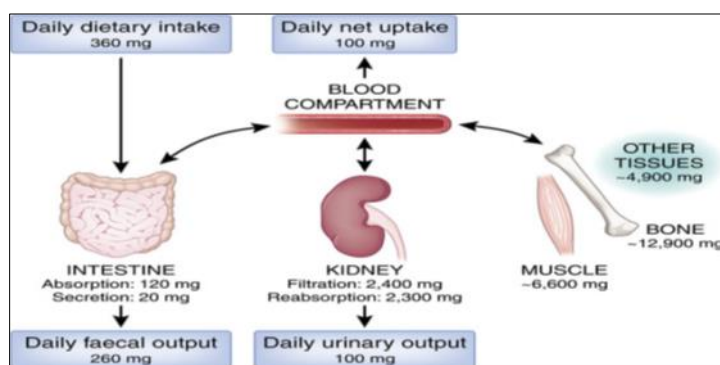 Daily dietary intake
360 mg
Daily net uptake
100 mg
BLOOD
COMPARTMENT
OTHER
TISSUES
~4,900 mg
BONE
~12,900 mg
MUSCLE
~6,600 mg
INTESTINE
Absorption: 120 mg
Secretion: 20 mg
KIDNEY
Filtration: 2,400 mg
Reabsorption: 2,300 mg
Daily faecal output
260 mg
Daily urinary output
100 mg